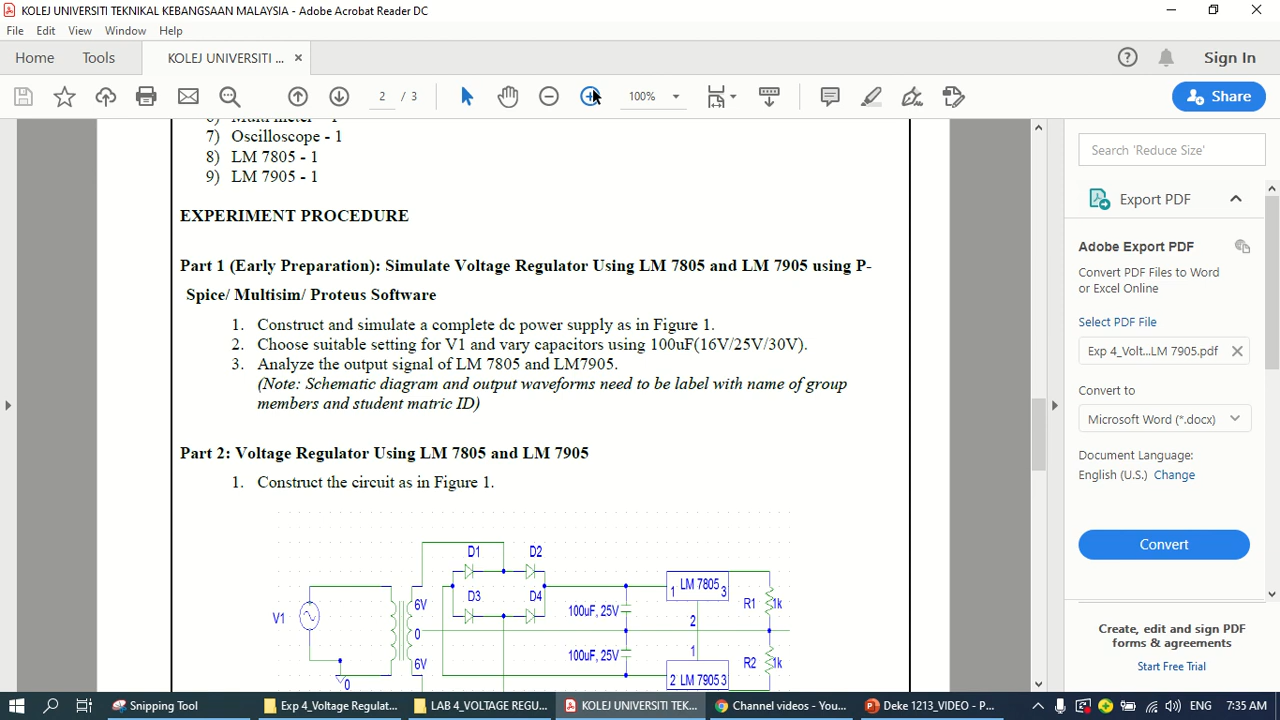 KOLEJ UNIVERSITI TEKNIKAL KEBANGSAAN MALAYSIA - Adobe Acrobat Reader DC
File Edit View Window Help
Home Tools KOLEJ UNIVERSITI ... × Sign In
2 / 3 100% Share
6) Multi meter - 1
7) Oscilloscope - 1
8) LM 7805 - 1
9) LM 7905 - 1
EXPERIMENT PROCEDURE
Part 1 (Early Preparation): Simulate Voltage Regulator Using LM 7805 and LM 7905 using P-
Spice/ Multisim/ Proteus Software
1. Construct and simulate a complete dc power supply as in Figure 1.
2. Choose suitable setting for V1 and vary capacitors using 100uF(16V/25V/30V).
3. Analyze the output signal of LM 7805 and LM7905.
(Note: Schematic diagram and output waveforms need to be label with name of group
members and student matric ID)
Part 2: Voltage Regulator Using LM 7805 and LM 7905
1. Construct the circuit as in Figure 1.
D1 D2
LM 7805
1 3
D3 D4
6V
100uF, 25V
R1 1k
V1
2
0
1
100uF, 25V
6V
R2 1k
2 LM 7905 3
0
Search 'Reduce Size'
Export PDF
Adobe Export PDF
Convert PDF Files to Word
or Excel Online
Select PDF File
Exp 4_Volt...LM 7905.pdf
Convert to
Microsoft Word (*.docx)
Document Language:
English (U.S.) Change
Convert
Create, edit and sign PDF
forms & agreements
Start Free Trial
Snipping Tool Exp 4_Voltage Regulat... LAB 4_VOLTAGE REGU... KOLEJ UNIVERSITI TEK... Channel videos - You... Deke 1213_VIDEO - P... ENG 7:35 AM